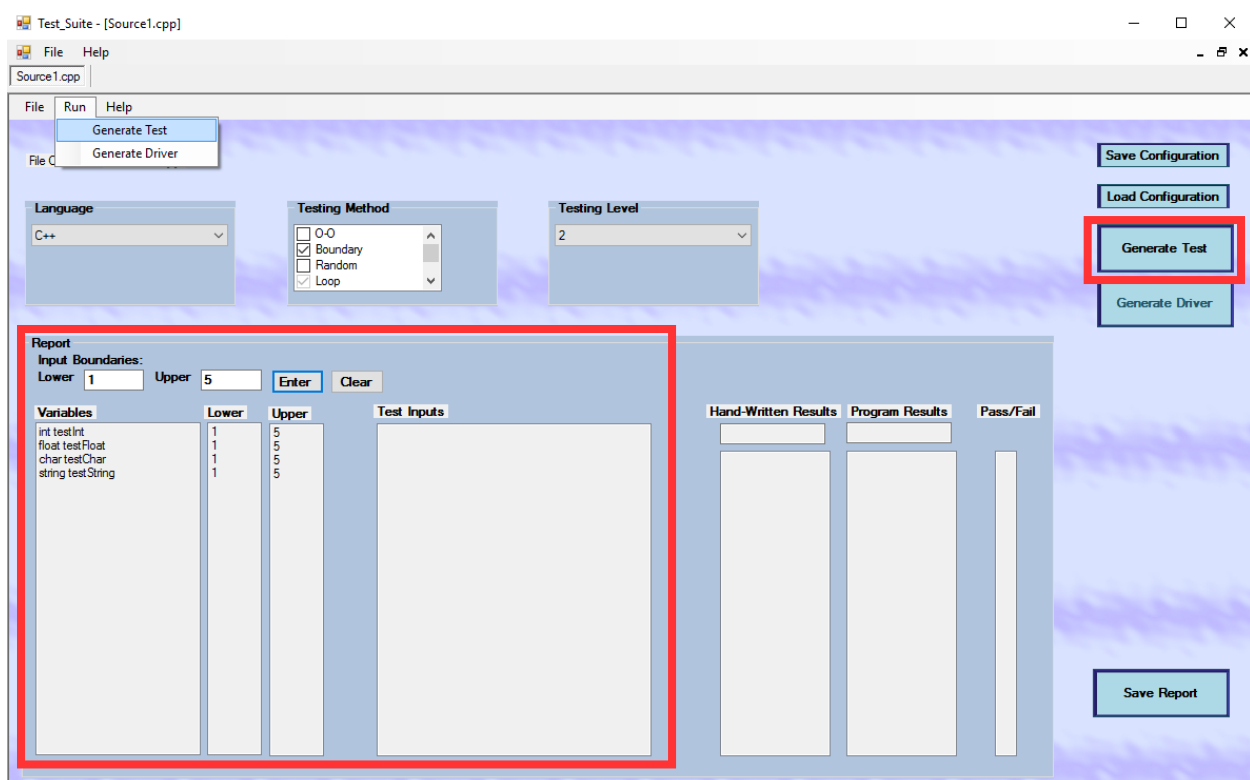 Test_Suite - [Source1.cpp]
File Help
Source1.cpp
File Run Help
Generate Test
Generate Driver
File
Save Configuration
Load Configuration
Generate Test
Generate Driver
Language
C++
Testing Method
O-O
Boundary
Random
Loop
Testing Level
2
Report
Input Boundaries:
Lower 1 Upper 5 Enter Clear
Variables Lower Upper Test Inputs Hand-Written Results Program Results Pass/Fail
int testInt 1 5
float testFloat 1 5
char testChar 1 5
string testString 1 5
Save Report